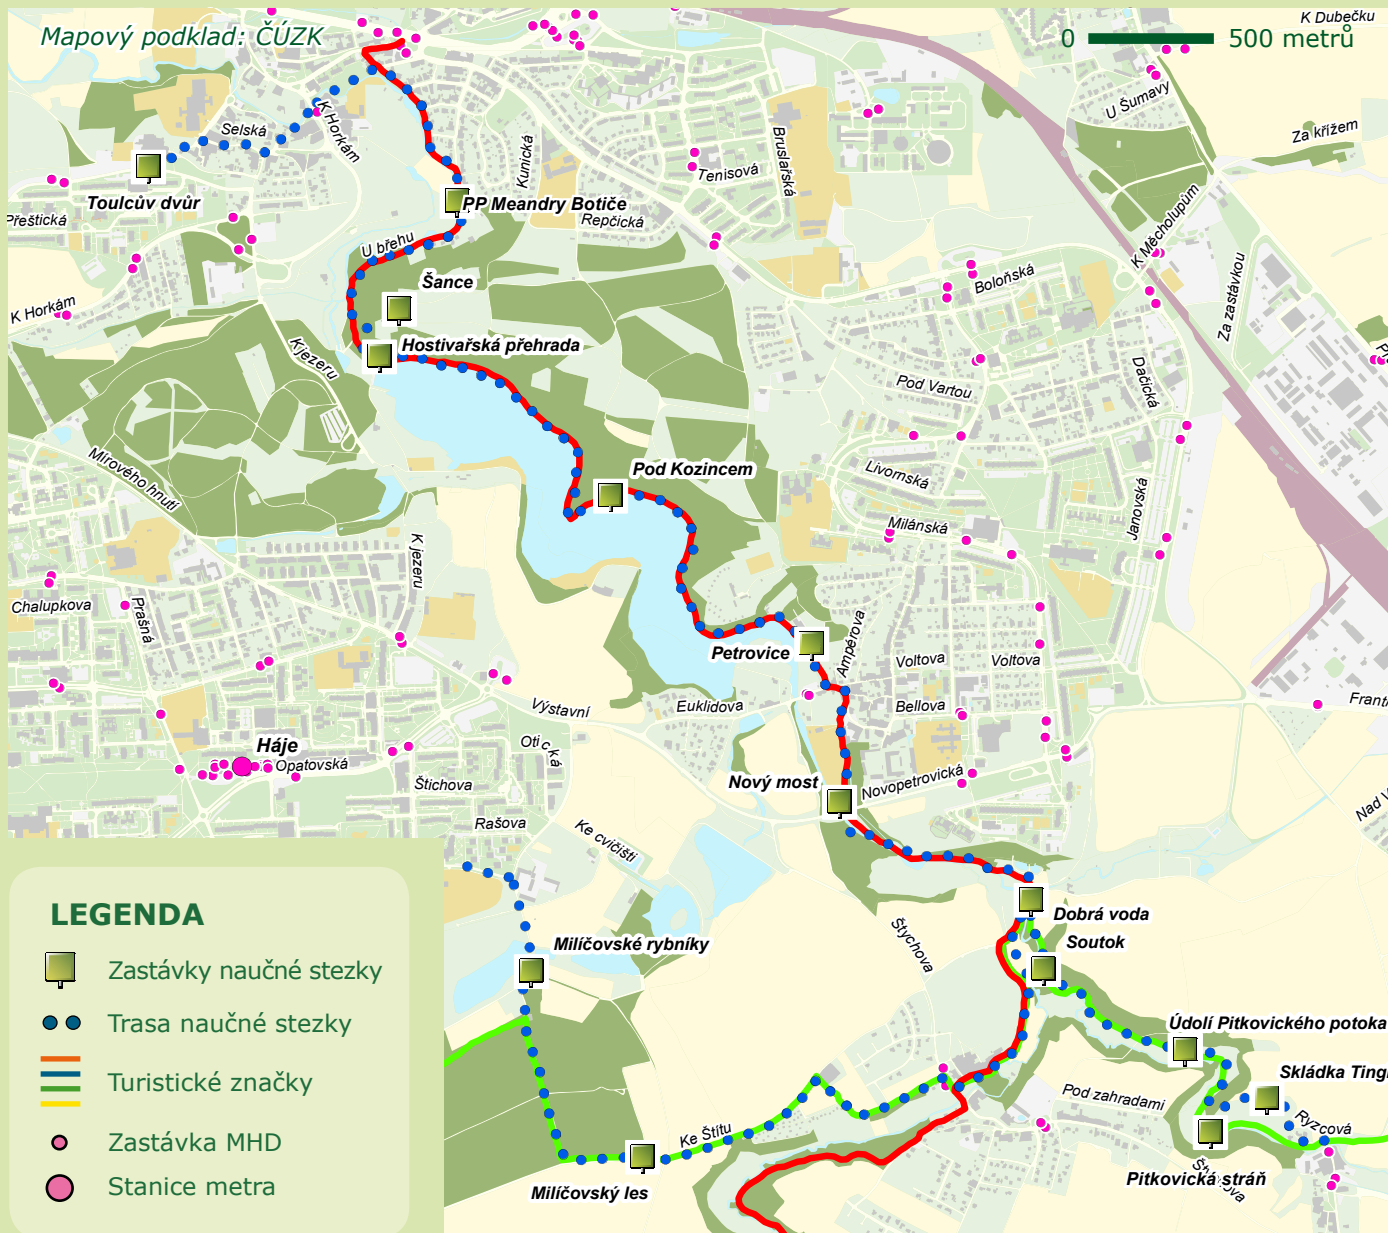 Mapový podklad: ČÚZK
0 500 metrů
K Dubečku
U Šumavy
Za křížem
Selská
K Horkám
Kunická
Bruslařská
Tenisová
Toulcův dvůr
PP Meandry Botiče
Přeštická
Repčická
U břehu
K Měcholupům
Šance
Boloňská
Za zastávkou
K Horkám
Hostivařská přehrada
K jezeru
Pod Vartou
Dačická
Mírového hnutí
Pod Kozincem
Livornská
Janovská
Milánská
K jezeru
Chalupkova
Prašná
Ampérova
Petrovice
Voltova
Voltova
Euklidova
Bellova
Výstavní
Háje
Opatovská
Otická
Štichova
Nový most
Novopetrovická
Rašova
Ke cvičišti
LEGENDA
Zastávky naučné stezky
Trasa naučné stezky
Turistické značky
Zastávka MHD
Stanice metra
Dobrá voda
Štychova
Soutok
Milíčovské rybníky
Údolí Pitkovického potoka
Skládka Ting
Pod zahradami
Ryzcová
Ke Štítu
Pitkovická stráň
Milíčovský les